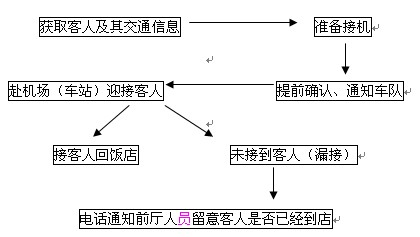 获取客人及其交通信息
准备接机
提前确认、通知车队
赴机场（车站）迎接客人
接客人回饭店
未接到客人（漏接）
电话通知前厅人员留意客人是否已经到店